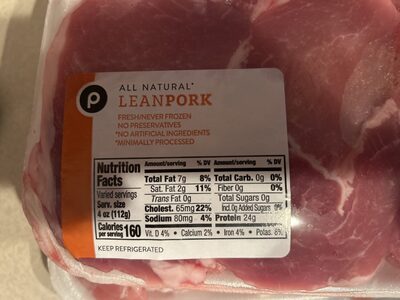 p
ALL NATURAL*
LEANPORK
FRESH/NEVER FROZEN
NO PRESERVATIVES
*NO ARTIFICIAL INGREDIENTS
*MINIMALLY PROCESSED
Nutrition Facts
Varied servings
Serv. size
4 oz (112g)
Calories per serving 160
Amount/serving % DV
Total Fat 7g 8%
Sat. Fat 2g 11%
Trans Fat 0g
Cholest. 65mg 22%
Sodium 80mg 4%
Amount/serving % DV
Total Carb. 0g 0%
Fiber 0g 0%
Total Sugars 0g
Incl. 0g Added Sugars 0%
Protein 24g
Vit. D 4% • Calcium 2% • Iron 4% • Potas. 8%
KEEP REFRIGERATED